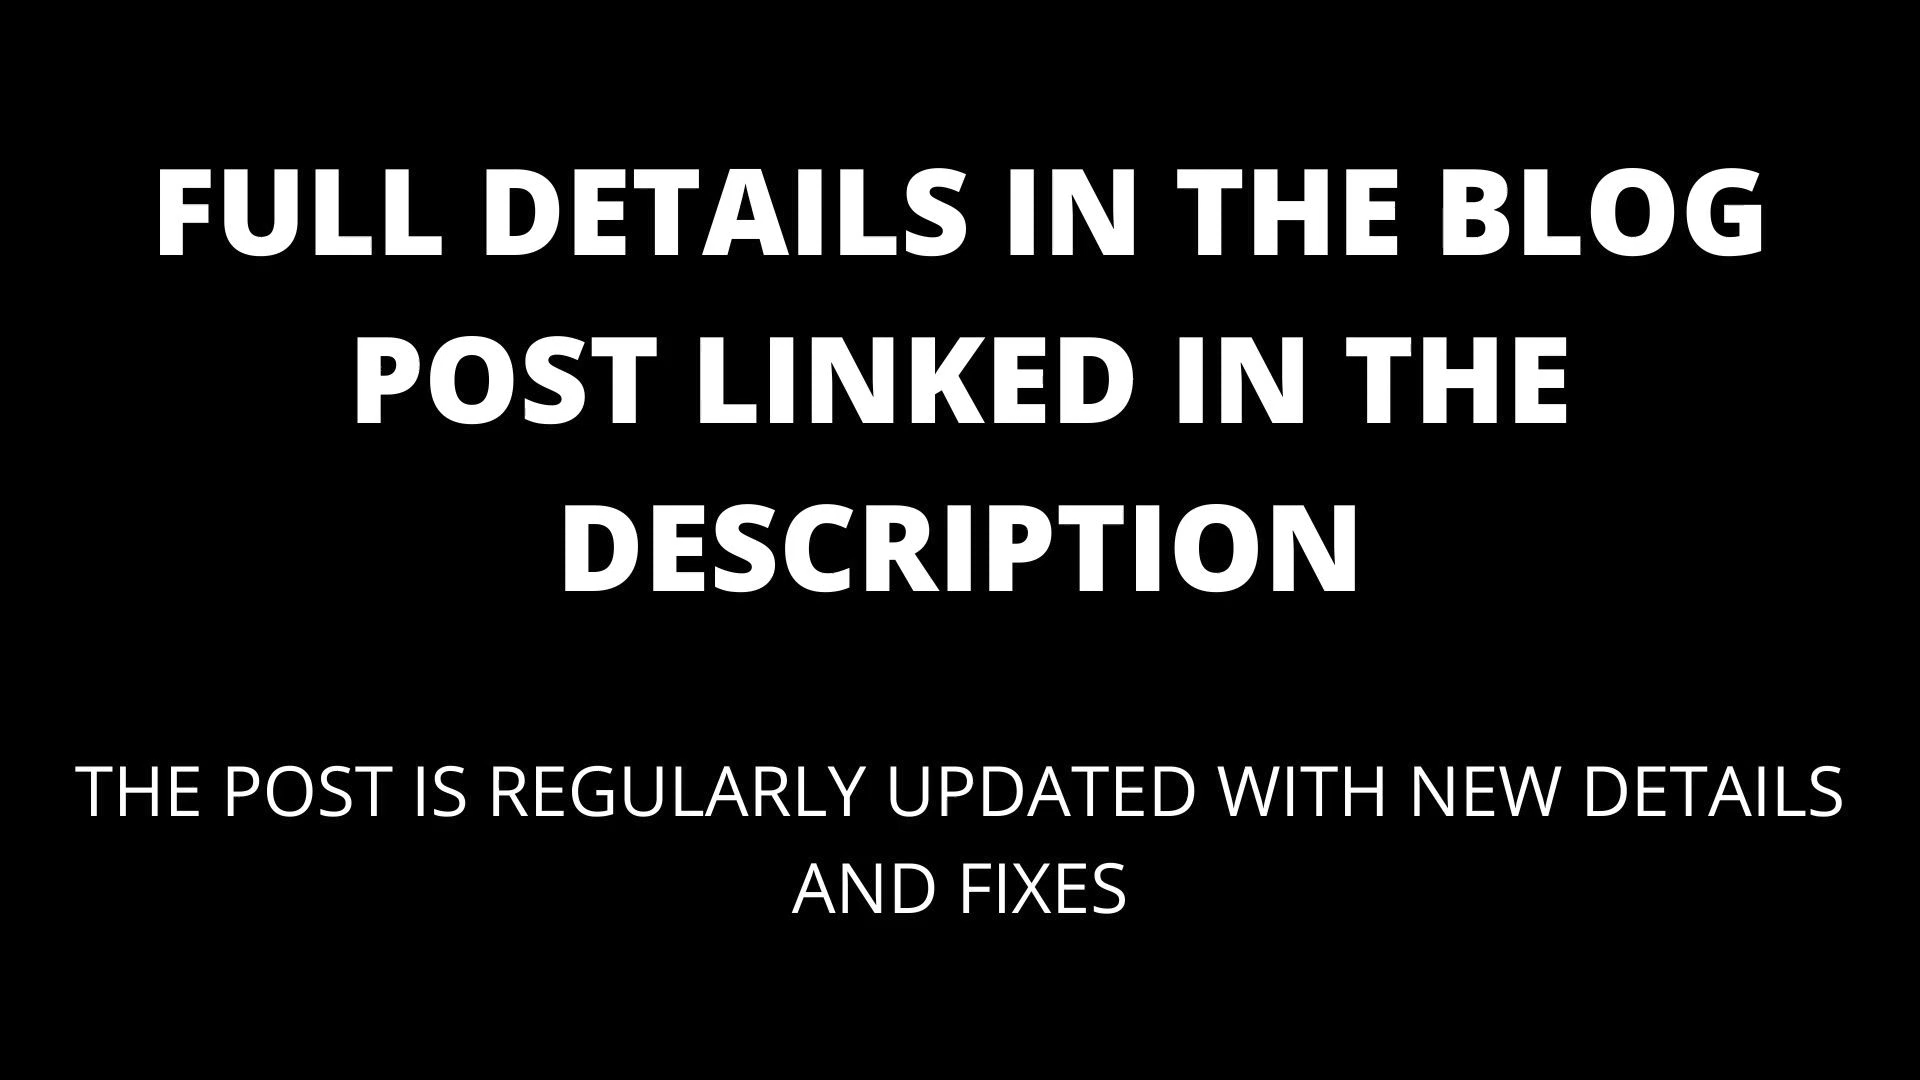 FULL DETAILS IN THE BLOG
POST LINKED IN THE
DESCRIPTION
THE POST IS REGULARLY UPDATED WITH NEW DETAILS
AND FIXES